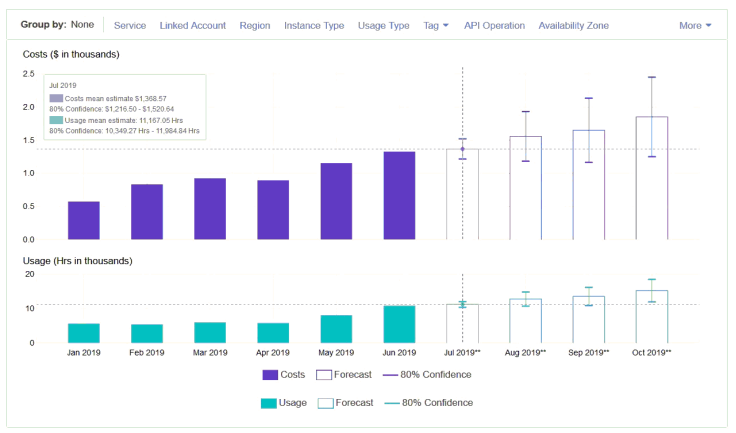 Group by: None Service Linked Account Region Instance Type Usage Type Tag API Operation Availability Zone More
Costs ($ in thousands)
2.5
Jul 2019
Costs mean estimate $1,368.57
80% Confidence: $1,216.50 - $1,520.64
Usage mean estimate: 11,167.05 Hrs
80% Confidence: 10,349.27 Hrs - 11,984.84 Hrs
2.0
1.5
1.0
0.5
0.0
Usage (Hrs in thousands)
20
10
0
Jan 2019 Feb 2019 Mar 2019 Apr 2019 May 2019 Jun 2019 Jul 2019** Aug 2019** Sep 2019** Oct 2019**
Costs Forecast 80% Confidence
Usage Forecast 80% Confidence